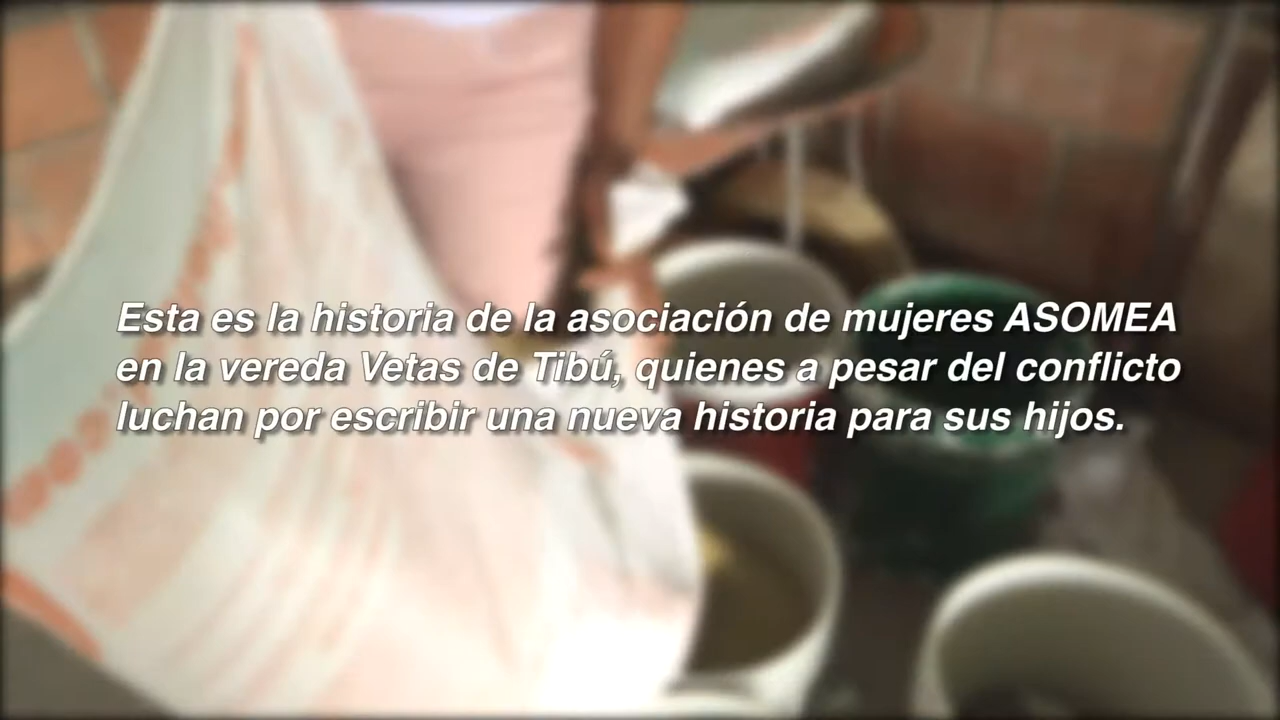 Esta es la historia de la asociación de mujeres ASOMEA
en la vereda Vetas de Tibú, quienes a pesar del conflicto
luchan por escribir una nueva historia para sus hijos.